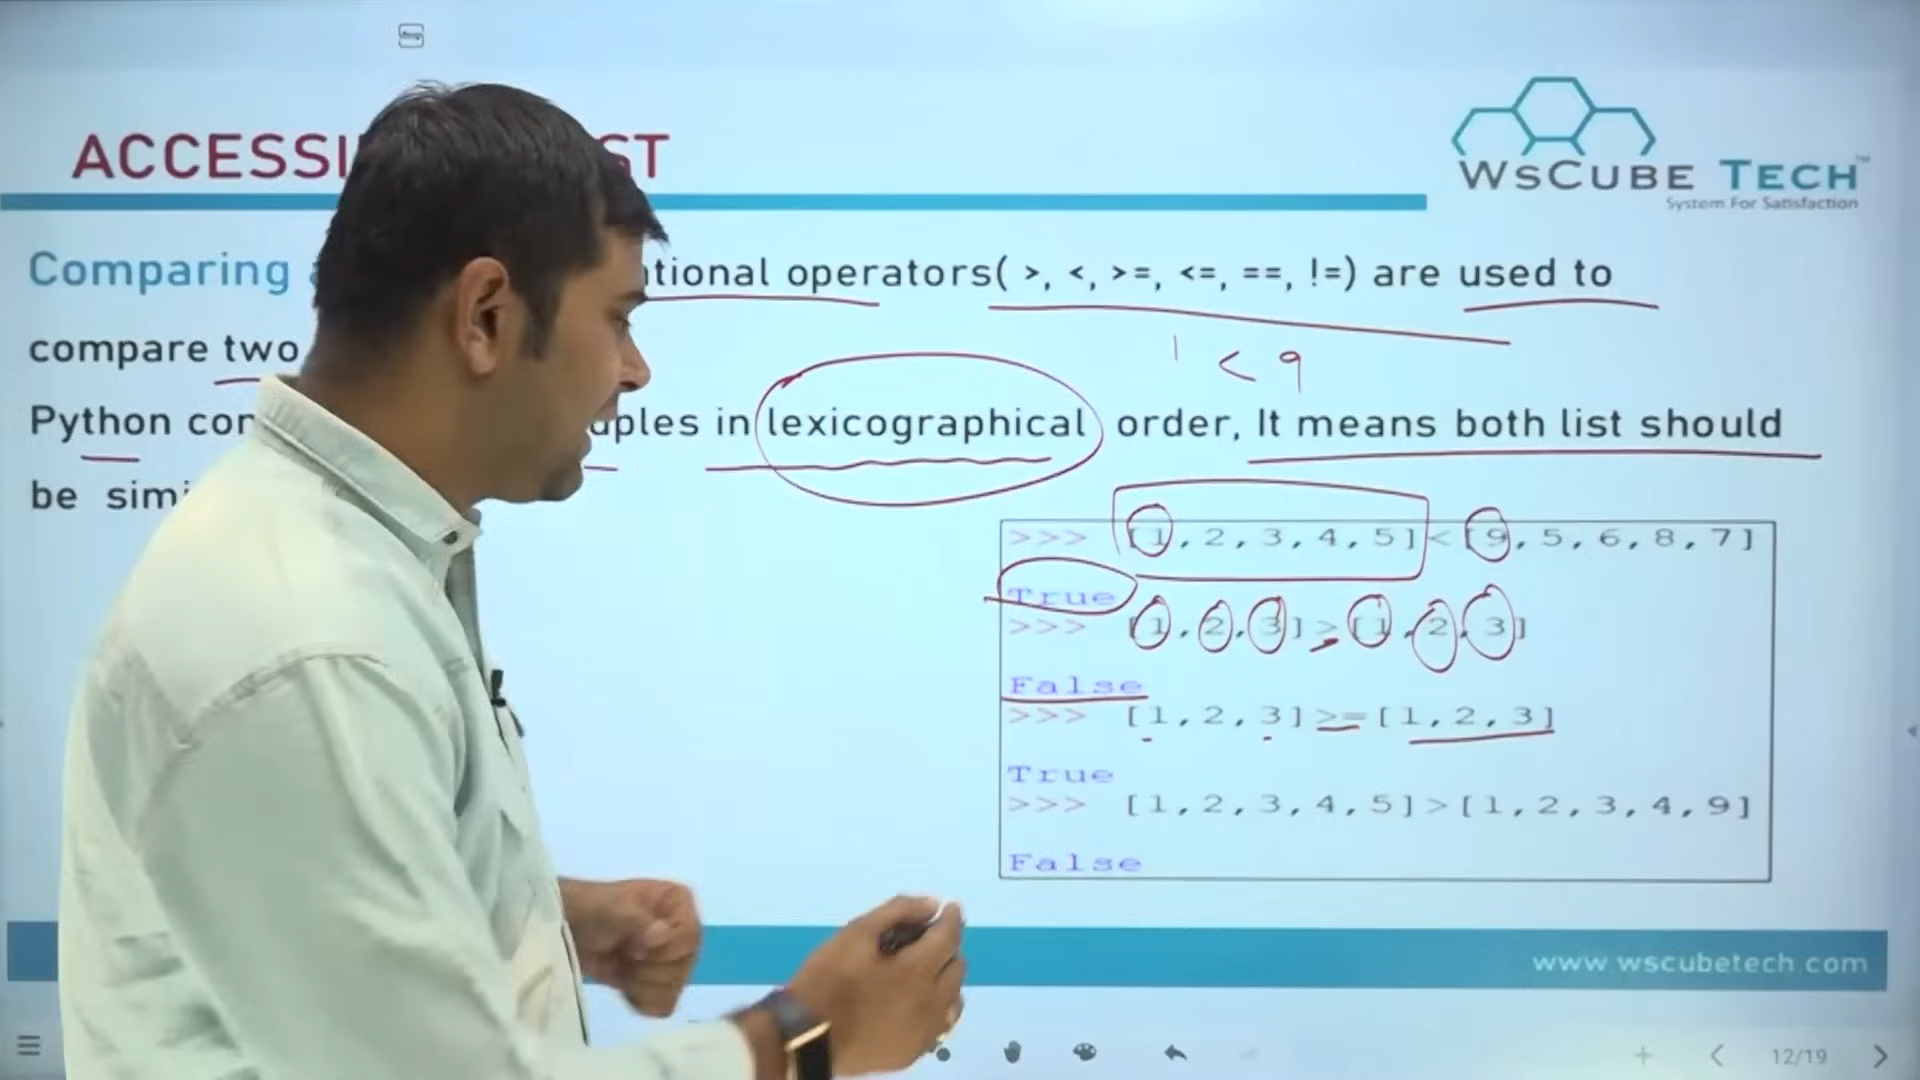 ACCESSI ST
WSCUBE TECH™
System For Satisfaction
Comparing tional operators( >, <, >=, <=, ==, !=) are used to
compare two
1 < 9
Python con uples in lexicographical order, It means both list should
be simi
>>> [1,2,3,4,5]<[9,5,6,8,7]
True
>>> [1,2,3]>[1,2,3]
False
>>> [1,2,3]>=[1,2,3]
True
>>> [1,2,3,4,5]>[1,2,3,4,9]
False
www.wscubetech.com
12/19